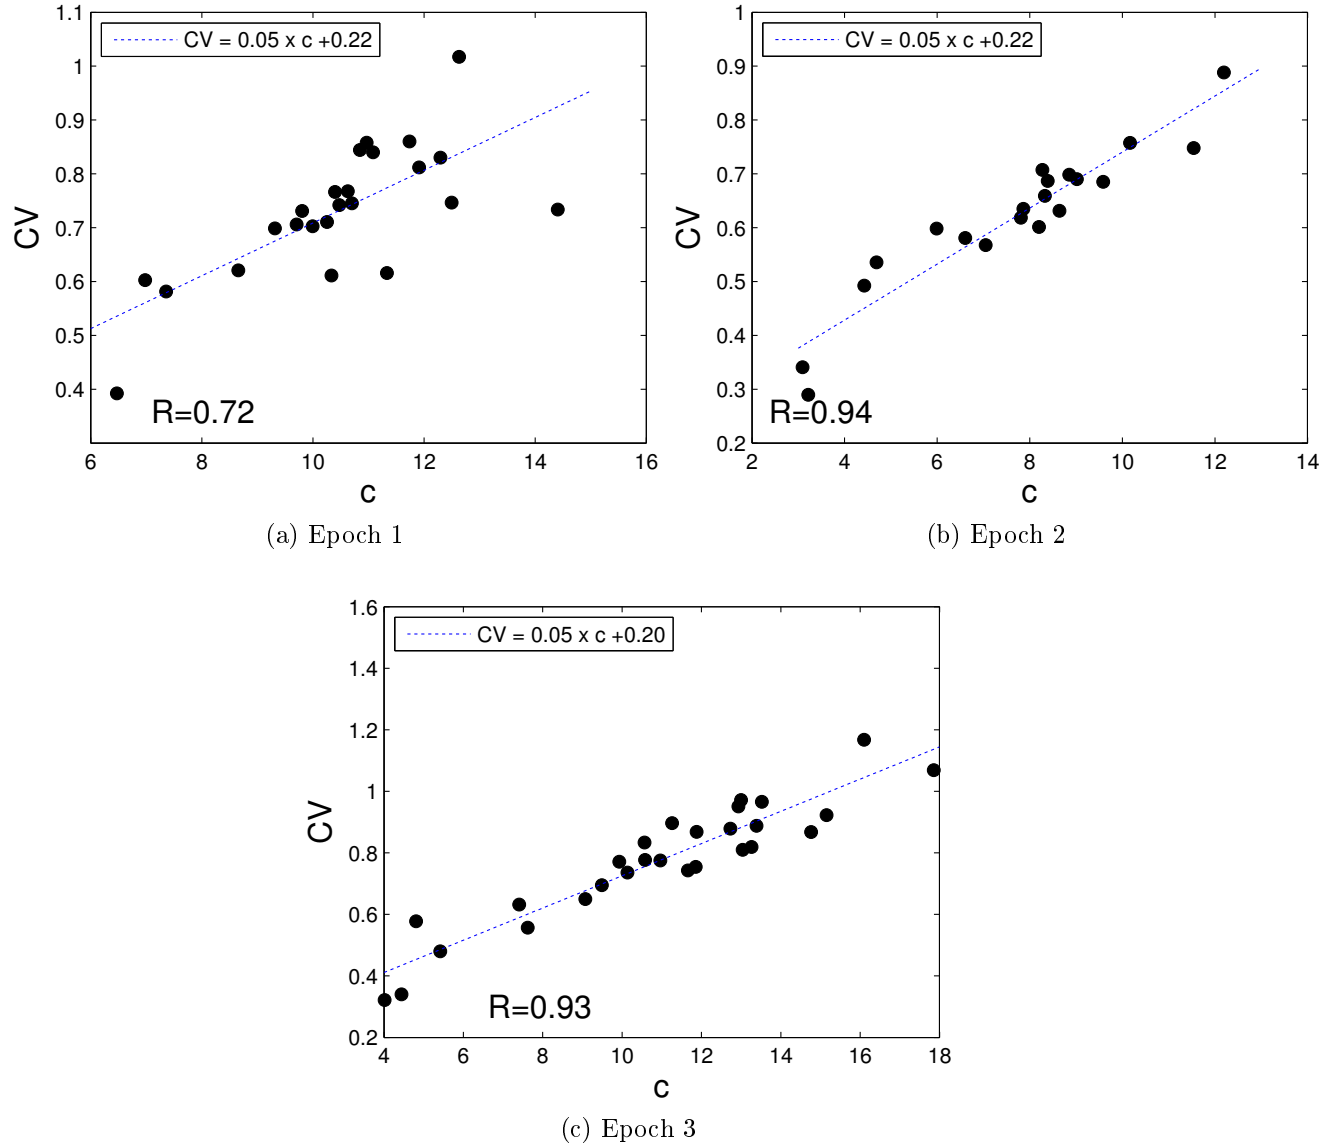 1.1
1
0.9
0.8
0.7
0.6
0.5
0.4
CV
CV = 0.05 x c +0.22
R=0.72
6 8 10 12 14 16
c
(a) Epoch 1
1
0.9
0.8
0.7
0.6
0.5
0.4
0.3
0.2
CV
CV = 0.05 x c +0.22
R=0.94
2 4 6 8 10 12 14
c
(b) Epoch 2
1.6
1.4
1.2
1
0.8
0.6
0.4
0.2
CV
CV = 0.05 x c +0.20
R=0.93
4 6 8 10 12 14 16 18
c
(c) Epoch 3